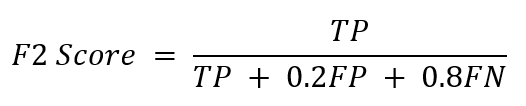 F2 Score = TP / (TP + 0.2FP + 0.8FN)